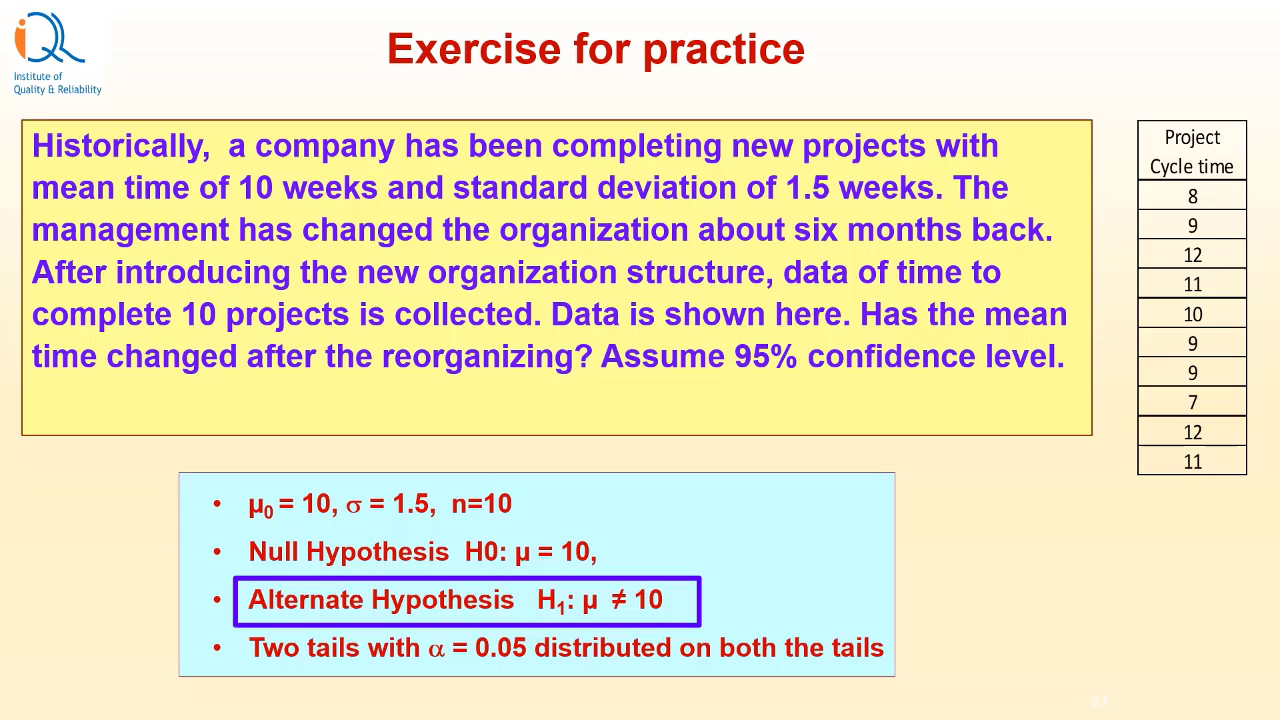 iQR
Institute of
Quality & Reliability
Exercise for practice
Historically, a company has been completing new projects with
mean time of 10 weeks and standard deviation of 1.5 weeks. The
management has changed the organization about six months back.
After introducing the new organization structure, data of time to
complete 10 projects is collected. Data is shown here. Has the mean
time changed after the reorganizing? Assume 95% confidence level.
Project
Cycle time
8
9
12
11
10
9
9
7
12
11
• µ0 = 10, σ = 1.5, n=10
• Null Hypothesis H0: µ = 10,
• Alternate Hypothesis H1: µ ≠ 10
• Two tails with α = 0.05 distributed on both the tails
21